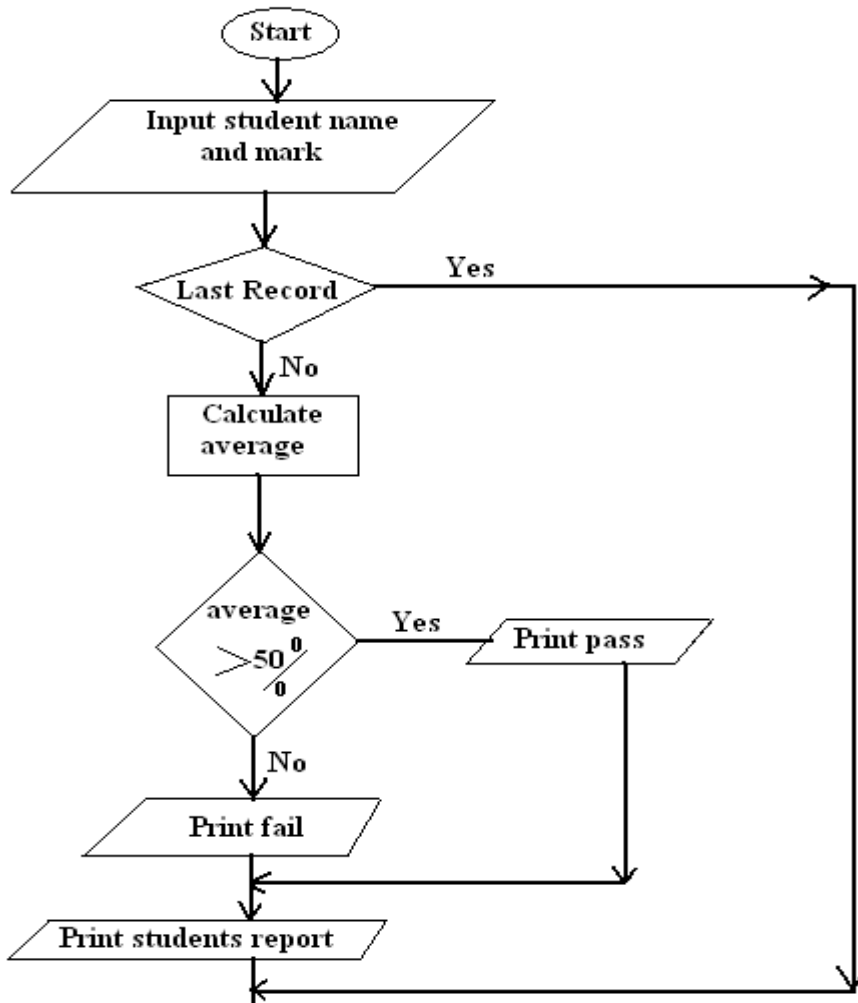 Start
Input student name
and mark
Last Record
Yes
No
Calculate
average
average
>50%
Yes
Print pass
No
Print fail
Print students report